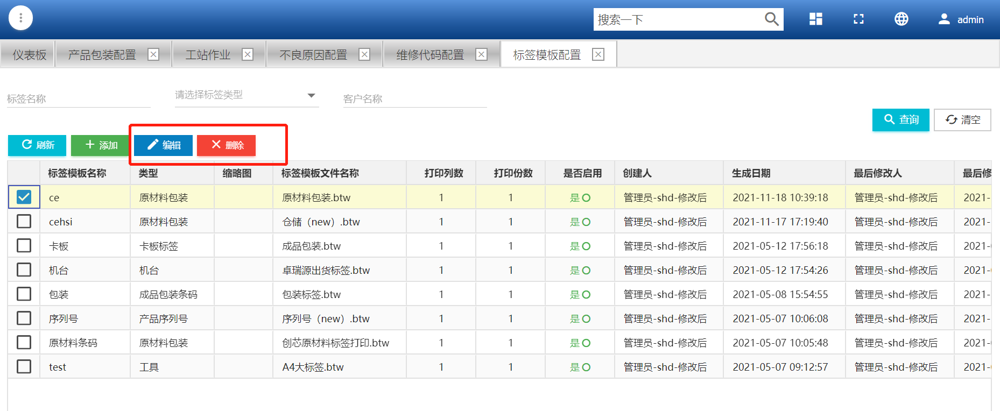 搜索一下
admin
仪表板 产品包装配置 工站作业 不良原因配置 维修代码配置 标签模板配置
标签名称 请选择标签类型 客户名称
查询 清空
刷新 添加 编辑 删除
标签模板名称 类型 缩略图 标签模板文件名称 打印列数 打印份数 是否启用 创建人 生成日期 最后修改人 最后修
ce 原材料包装 原材料包装.btw 1 1 是 管理员-shd-修改后 2021-11-18 10:39:18 管理员-shd-修改后 2021-
cehsi 原材料包装 仓储（new）.btw 1 1 是 管理员-shd-修改后 2021-11-17 17:19:40 管理员-shd-修改后 2021-
卡板 卡板标签 成品包装.btw 1 1 是 管理员-shd-修改后 2021-05-12 17:56:18 管理员-shd-修改后 2021-
机台 机台 卓瑞源出货标签.btw 1 1 是 管理员-shd-修改后 2021-05-12 17:54:26 管理员-shd-修改后 2021-
包装 成品包装条码 包装标签.btw 1 1 是 管理员-shd-修改后 2021-05-08 15:54:55 管理员-shd-修改后 2021-
序列号 产品序列号 序列号（new）.btw 1 1 是 管理员-shd-修改后 2021-05-07 10:06:08 管理员-shd-修改后 2021-
原材料条码 原材料包装 创芯原材料标签打印.btw 1 1 是 管理员-shd-修改后 2021-05-07 10:05:48 管理员-shd-修改后 2021-
test 工具 A4大标签.btw 1 1 是 管理员-shd-修改后 2021-05-07 09:12:57 管理员-shd-修改后 2021-